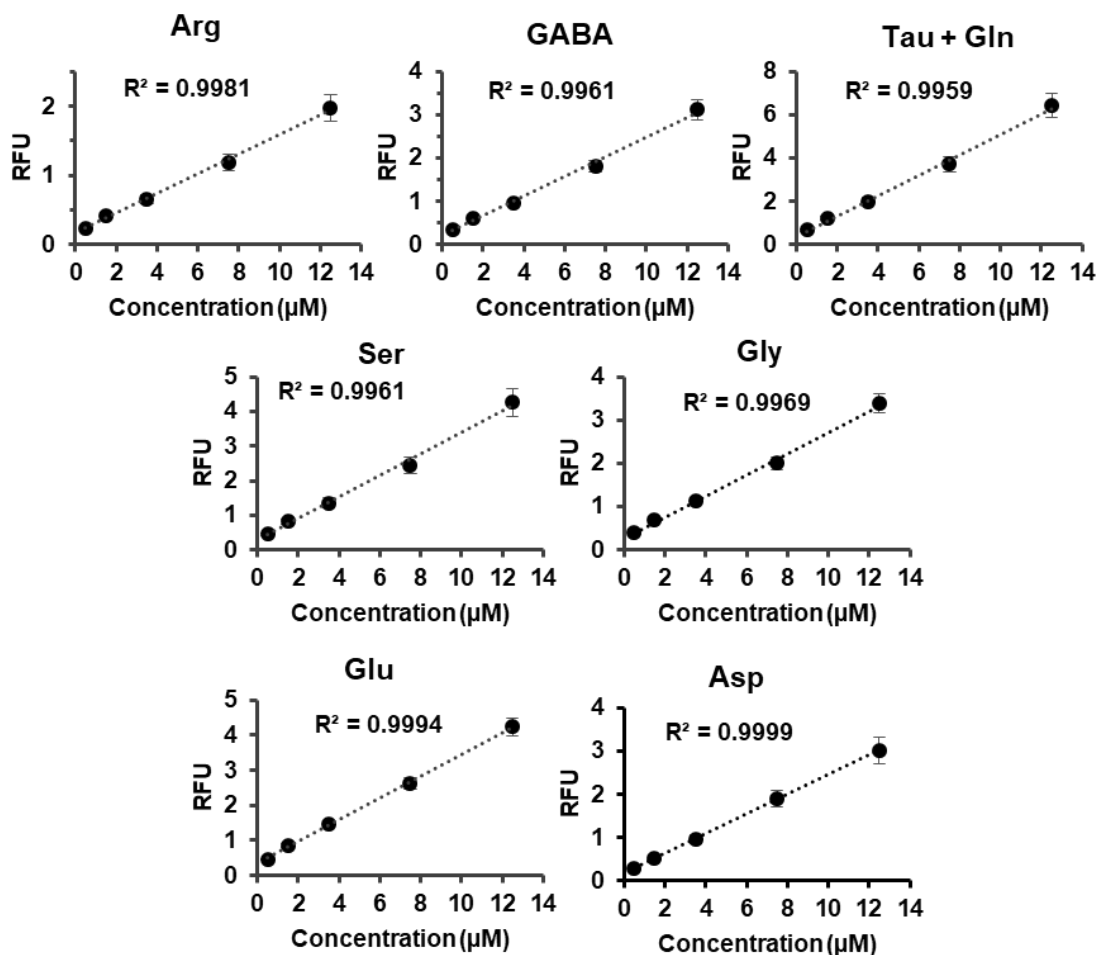 Arg
R² = 0.9981
RFU
2
1
0
0 2 4 6 8 10 12 14
Concentration (µM)
GABA
R² = 0.9961
RFU
4
3
2
1
0
0 2 4 6 8 10 12 14
Concentration (µM)
Tau + Gln
R² = 0.9959
RFU
8
6
4
2
0
0 2 4 6 8 10 12 14
Concentration (µM)
Ser
R² = 0.9961
RFU
5
4
3
2
1
0
0 2 4 6 8 10 12 14
Concentration (µM)
Gly
R² = 0.9969
RFU
4
3
2
1
0
0 2 4 6 8 10 12 14
Concentration (µM)
Glu
R² = 0.9994
RFU
5
4
3
2
1
0
0 2 4 6 8 10 12 14
Concentration (µM)
Asp
R² = 0.9999
RFU
4
3
2
1
0
0 2 4 6 8 10 12 14
Concentration (µM)